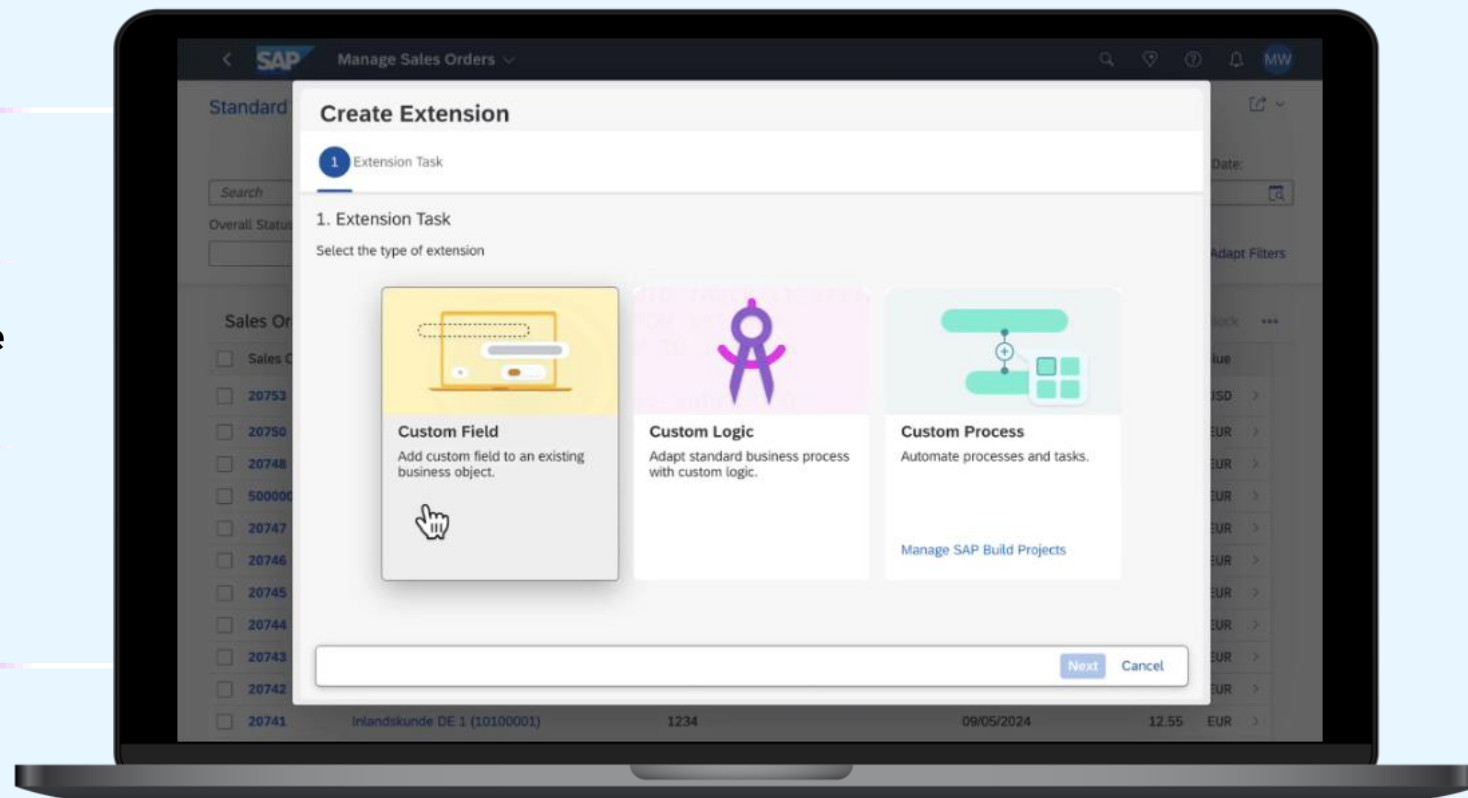 SAP Manage Sales Orders MW
Standard
Create Extension
1 Extension Task
Date:
Search
1. Extension Task
Overall Status
Select the type of extension
Adapt Filters
Sales Or
Sales O
20753 USD
20750 EUR
20748 EUR
500000 EUR
20747 EUR
20746 EUR
20745 EUR
20744 EUR
20743 EUR
20742 EUR
Custom Field
Add custom field to an existing
business object.
Custom Logic
Adapt standard business process
with custom logic.
Custom Process
Automate processes and tasks.
Manage SAP Build Projects
Next Cancel
20741 Inlandskunde DE 1 (10100001) 1234 09/05/2024 12.55 EUR
e